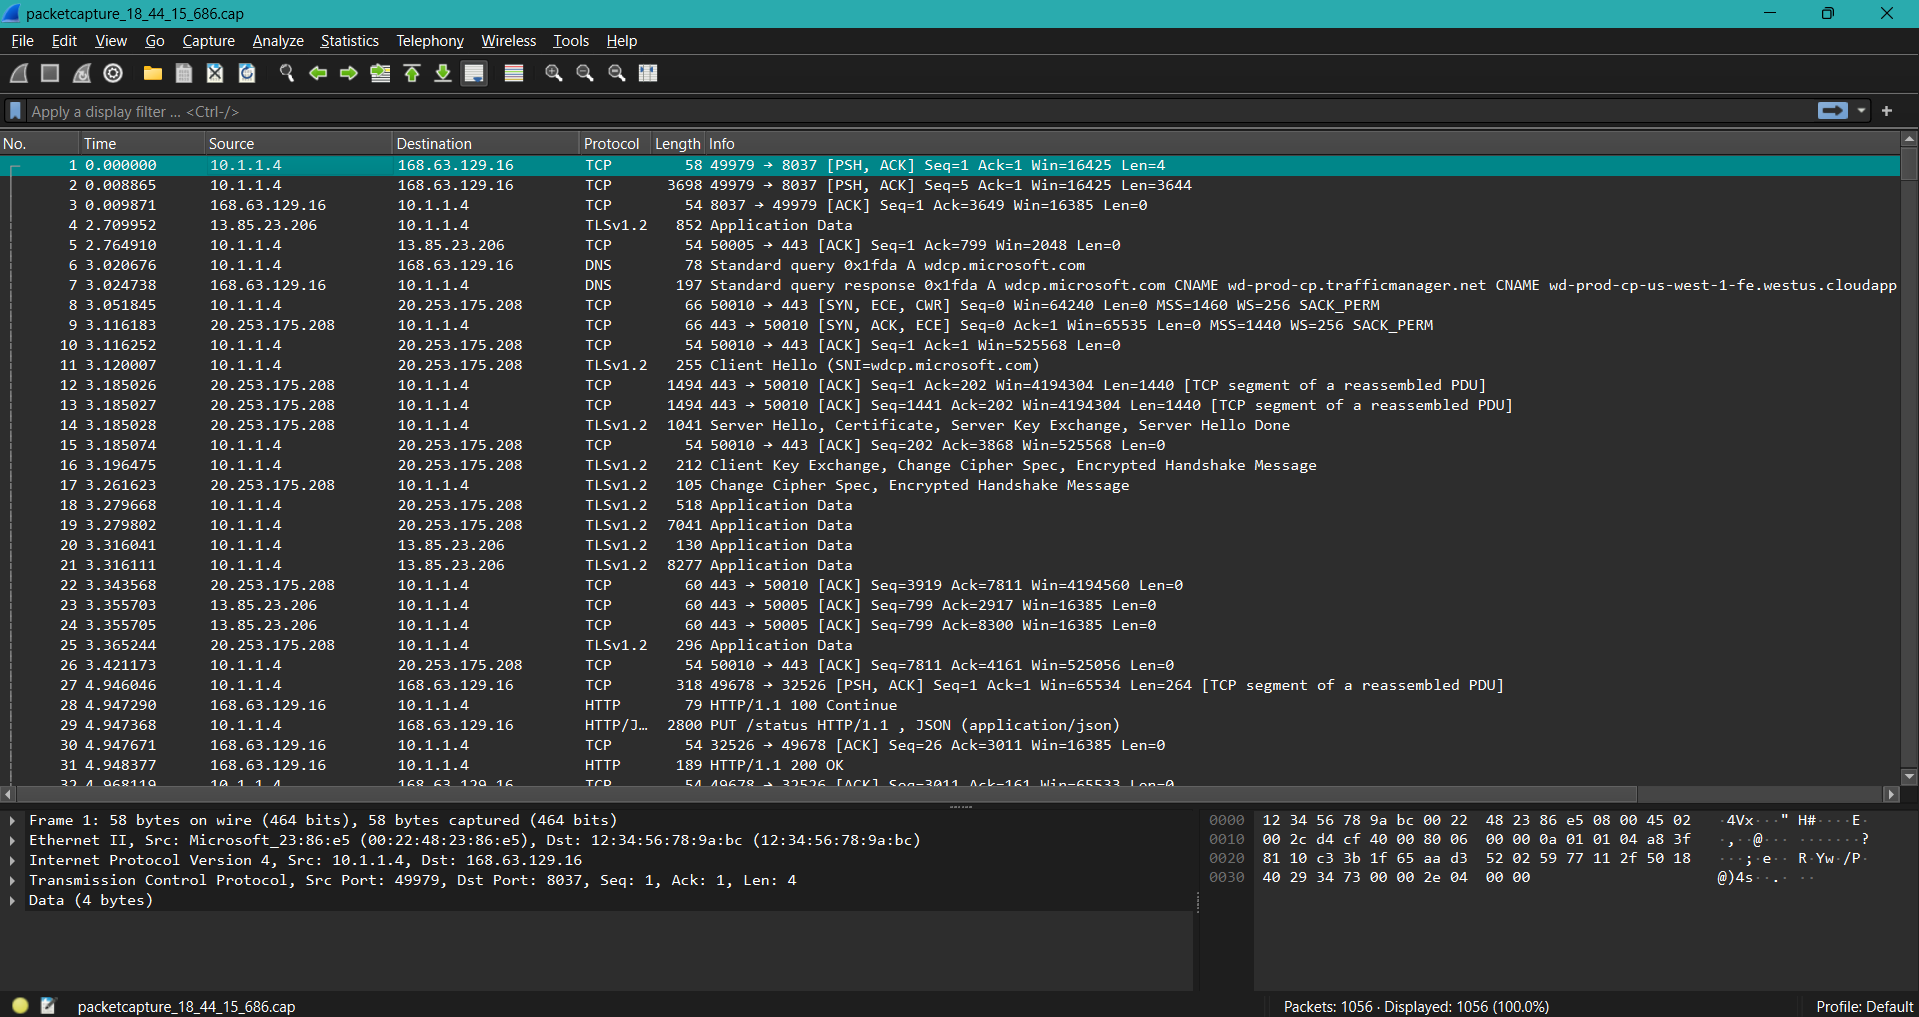 packetcapture_18_44_15_686.cap
File Edit View Go Capture Analyze Statistics Telephony Wireless Tools Help
Apply a display filter ... <Ctrl-/>
No. Time Source Destination Protocol Length Info
1 0.000000 10.1.1.4 168.63.129.16 TCP 58 49979 → 8037 [PSH, ACK] Seq=1 Ack=1 Win=16425 Len=4
2 0.008865 10.1.1.4 168.63.129.16 TCP 3698 49979 → 8037 [PSH, ACK] Seq=5 Ack=1 Win=16425 Len=3644
3 0.009871 168.63.129.16 10.1.1.4 TCP 54 8037 → 49979 [ACK] Seq=1 Ack=3649 Win=16385 Len=0
4 2.709952 13.85.23.206 10.1.1.4 TLSv1.2 852 Application Data
5 2.764910 10.1.1.4 13.85.23.206 TCP 54 50005 → 443 [ACK] Seq=1 Ack=799 Win=2048 Len=0
6 3.020676 10.1.1.4 168.63.129.16 DNS 78 Standard query 0x1fda A wdcp.microsoft.com
7 3.024738 168.63.129.16 10.1.1.4 DNS 197 Standard query response 0x1fda A wdcp.microsoft.com CNAME wd-prod-cp.trafficmanager.net CNAME wd-prod-cp-us-west-1-fe.westus.cloudapp
8 3.051845 10.1.1.4 20.253.175.208 TCP 66 50010 → 443 [SYN, ECE, CWR] Seq=0 Win=64240 Len=0 MSS=1460 WS=256 SACK_PERM
9 3.116183 20.253.175.208 10.1.1.4 TCP 66 443 → 50010 [SYN, ACK, ECE] Seq=0 Ack=1 Win=65535 Len=0 MSS=1440 WS=256 SACK_PERM
10 3.116252 10.1.1.4 20.253.175.208 TCP 54 50010 → 443 [ACK] Seq=1 Ack=1 Win=525568 Len=0
11 3.120007 10.1.1.4 20.253.175.208 TLSv1.2 255 Client Hello (SNI=wdcp.microsoft.com)
12 3.185026 20.253.175.208 10.1.1.4 TCP 1494 443 → 50010 [ACK] Seq=1 Ack=202 Win=4194304 Len=1440 [TCP segment of a reassembled PDU]
13 3.185027 20.253.175.208 10.1.1.4 TCP 1494 443 → 50010 [ACK] Seq=1441 Ack=202 Win=4194304 Len=1440 [TCP segment of a reassembled PDU]
14 3.185028 20.253.175.208 10.1.1.4 TLSv1.2 1041 Server Hello, Certificate, Server Key Exchange, Server Hello Done
15 3.185074 10.1.1.4 20.253.175.208 TCP 54 50010 → 443 [ACK] Seq=202 Ack=3868 Win=525568 Len=0
16 3.196475 10.1.1.4 20.253.175.208 TLSv1.2 212 Client Key Exchange, Change Cipher Spec, Encrypted Handshake Message
17 3.261623 20.253.175.208 10.1.1.4 TLSv1.2 105 Change Cipher Spec, Encrypted Handshake Message
18 3.279668 10.1.1.4 20.253.175.208 TLSv1.2 518 Application Data
19 3.279802 10.1.1.4 20.253.175.208 TLSv1.2 7041 Application Data
20 3.316041 10.1.1.4 13.85.23.206 TLSv1.2 130 Application Data
21 3.316111 10.1.1.4 13.85.23.206 TLSv1.2 8277 Application Data
22 3.343568 20.253.175.208 10.1.1.4 TCP 60 443 → 50010 [ACK] Seq=3919 Ack=7811 Win=4194560 Len=0
23 3.355703 13.85.23.206 10.1.1.4 TCP 60 443 → 50005 [ACK] Seq=799 Ack=2917 Win=16385 Len=0
24 3.355705 13.85.23.206 10.1.1.4 TCP 60 443 → 50005 [ACK] Seq=799 Ack=8300 Win=16385 Len=0
25 3.365244 20.253.175.208 10.1.1.4 TLSv1.2 296 Application Data
26 3.421173 10.1.1.4 20.253.175.208 TCP 54 50010 → 443 [ACK] Seq=7811 Ack=4161 Win=525056 Len=0
27 4.946046 10.1.1.4 168.63.129.16 TCP 318 49678 → 32526 [PSH, ACK] Seq=1 Ack=1 Win=65534 Len=264 [TCP segment of a reassembled PDU]
28 4.947290 168.63.129.16 10.1.1.4 HTTP 79 HTTP/1.1 100 Continue
29 4.947368 10.1.1.4 168.63.129.16 HTTP/J… 2800 PUT /status HTTP/1.1 , JSON (application/json)
30 4.947671 168.63.129.16 10.1.1.4 TCP 54 32526 → 49678 [ACK] Seq=26 Ack=3011 Win=16385 Len=0
31 4.948377 168.63.129.16 10.1.1.4 HTTP 189 HTTP/1.1 200 OK
32 4.968119 10.1.1.4 168.63.129.16 TCP 54 49678 → 32526 [ACK] Seq=3011 Ack=161 Win=65533 Len=0
Frame 1: 58 bytes on wire (464 bits), 58 bytes captured (464 bits)
Ethernet II, Src: Microsoft_23:86:e5 (00:22:48:23:86:e5), Dst: 12:34:56:78:9a:bc (12:34:56:78:9a:bc)
Internet Protocol Version 4, Src: 10.1.1.4, Dst: 168.63.129.16
Transmission Control Protocol, Src Port: 49979, Dst Port: 8037, Seq: 1, Ack: 1, Len: 4
Data (4 bytes)
0000 12 34 56 78 9a bc 00 22 48 23 86 e5 08 00 45 02 ·4Vx···" H#····E·
0010 00 2c d4 cf 40 00 80 06 00 00 0a 01 01 04 a8 3f ·,··@··· ·······?
0020 81 10 c3 3b 1f 65 aa d3 52 02 59 77 11 2f 50 18 ···;·e·· R·Yw·/P·
0030 40 29 34 73 00 00 2e 04 00 00 @)4s··.· ··
packetcapture_18_44_15_686.cap
Packets: 1056 · Displayed: 1056 (100.0%)
Profile: Default